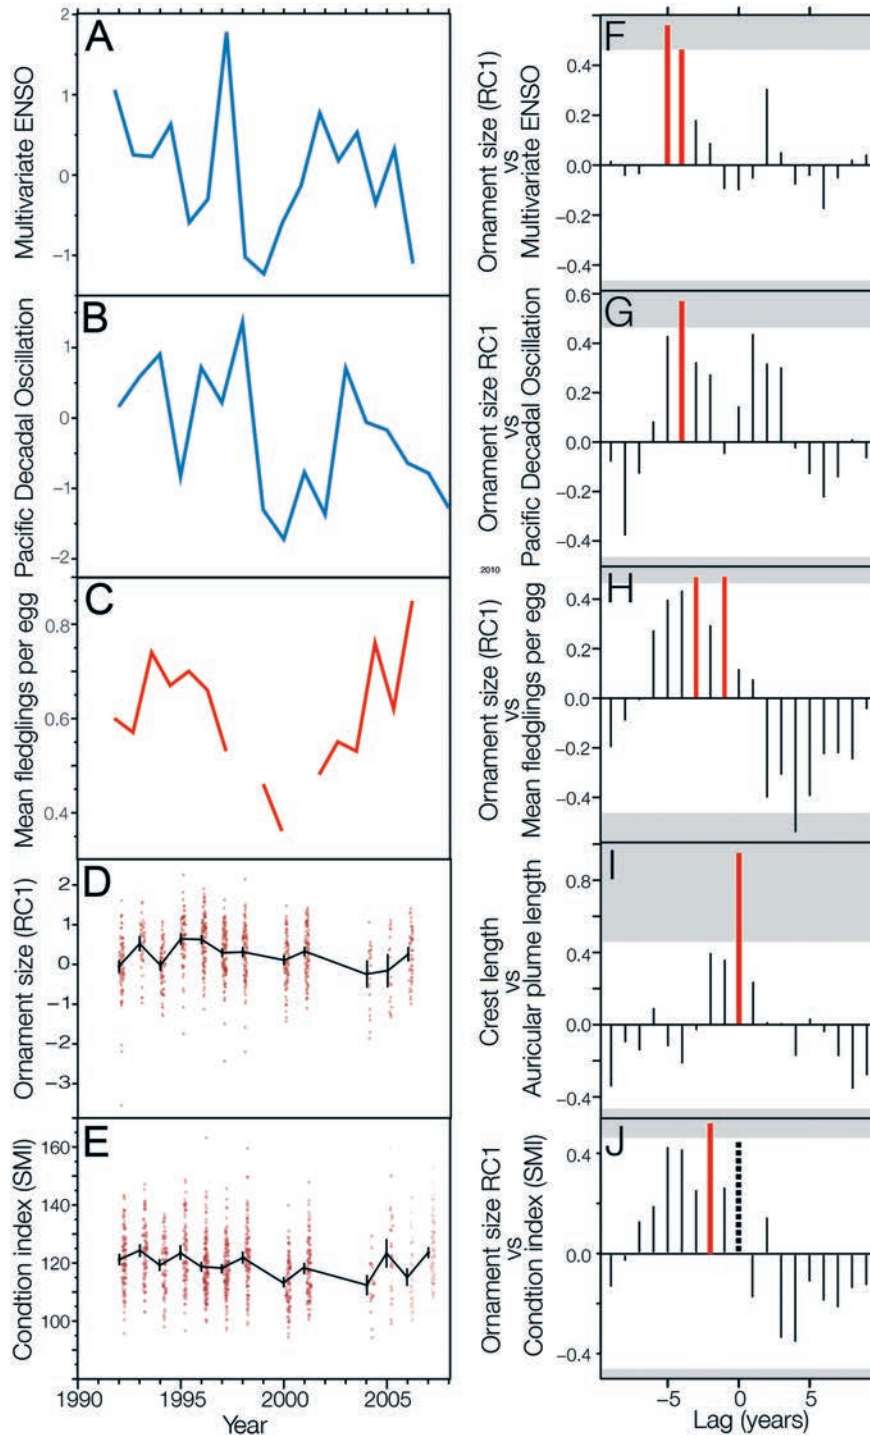 A
Multivariate ENSO
2
1
0
−1
B
Pacific Decadal Oscillation
1
0
−1
−2
C
Mean fledglings per egg
0.8
0.6
0.4
D
Ornament size (RC1)
2
1
0
−1
−2
−3
E
Condtion index (SMI)
160
140
120
100
1990
1995
2000
2005
Year
F
Ornament size (RC1)
vs
Multivariate ENSO
0.4
0.2
0.0
−0.2
−0.4
G
Ornament size RC1
vs
Pacific Decadal Oscillation
0.6
0.4
0.2
0.0
−0.2
−0.4
2010
H
Ornament size (RC1)
vs
Mean fledglings per egg
0.4
0.2
0.0
−0.2
−0.4
I
Crest length
vs
Auricular plume length
0.8
0.4
0.0
−0.4
J
Ornament size RC1
vs
Condtion index (SMI)
0.4
0.0
−0.4
−5
0
5
Lag (years)